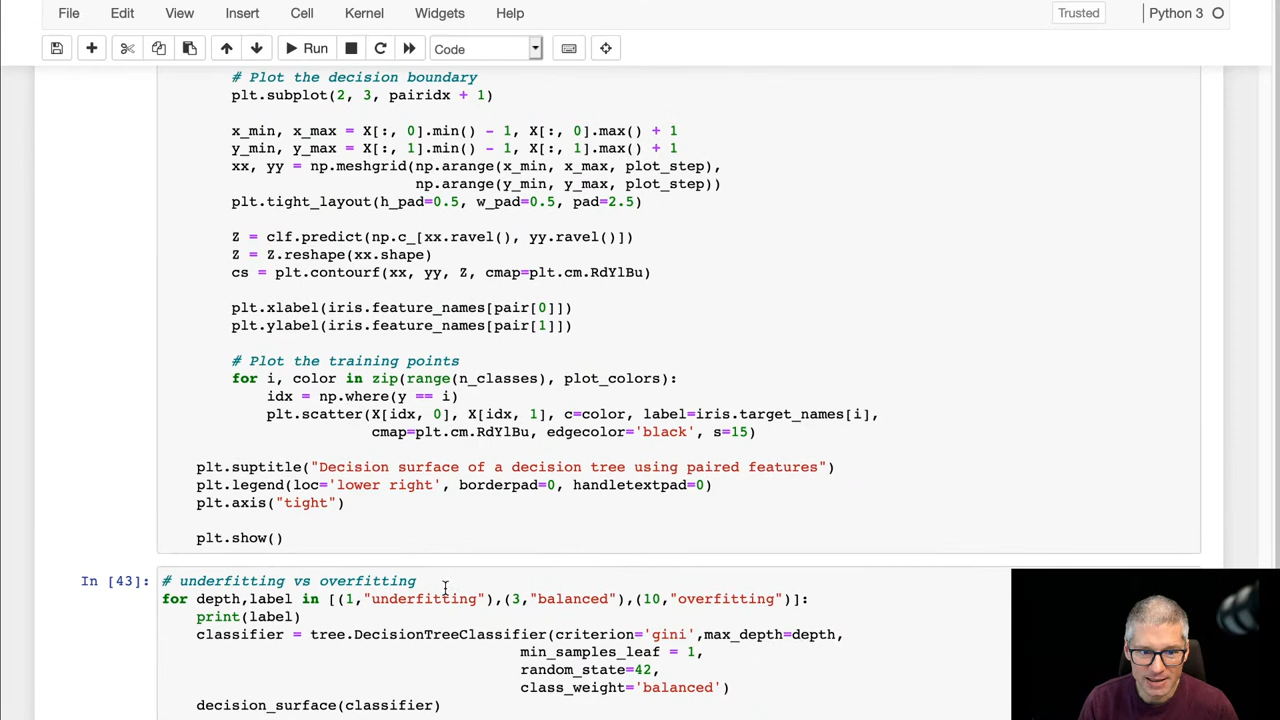 File Edit View Insert Cell Kernel Widgets Help Trusted Python 3
Run Code
# Plot the decision boundary
plt.subplot(2, 3, pairidx + 1)
x_min, x_max = X[:, 0].min() - 1, X[:, 0].max() + 1
y_min, y_max = X[:, 1].min() - 1, X[:, 1].max() + 1
xx, yy = np.meshgrid(np.arange(x_min, x_max, plot_step),
np.arange(y_min, y_max, plot_step))
plt.tight_layout(h_pad=0.5, w_pad=0.5, pad=2.5)
Z = clf.predict(np.c_[xx.ravel(), yy.ravel()])
Z = Z.reshape(xx.shape)
cs = plt.contourf(xx, yy, Z, cmap=plt.cm.RdYlBu)
plt.xlabel(iris.feature_names[pair[0]])
plt.ylabel(iris.feature_names[pair[1]])
# Plot the training points
for i, color in zip(range(n_classes), plot_colors):
idx = np.where(y == i)
plt.scatter(X[idx, 0], X[idx, 1], c=color, label=iris.target_names[i],
cmap=plt.cm.RdYlBu, edgecolor='black', s=15)
plt.suptitle("Decision surface of a decision tree using paired features")
plt.legend(loc='lower right', borderpad=0, handletextpad=0)
plt.axis("tight")
plt.show()
In [43]: # underfitting vs overfitting
for depth,label in [(1,"underfitting"),(3,"balanced"),(10,"overfitting")]:
print(label)
classifier = tree.DecisionTreeClassifier(criterion='gini',max_depth=depth,
min_samples_leaf = 1,
random_state=42,
class_weight='balanced')
decision_surface(classifier)